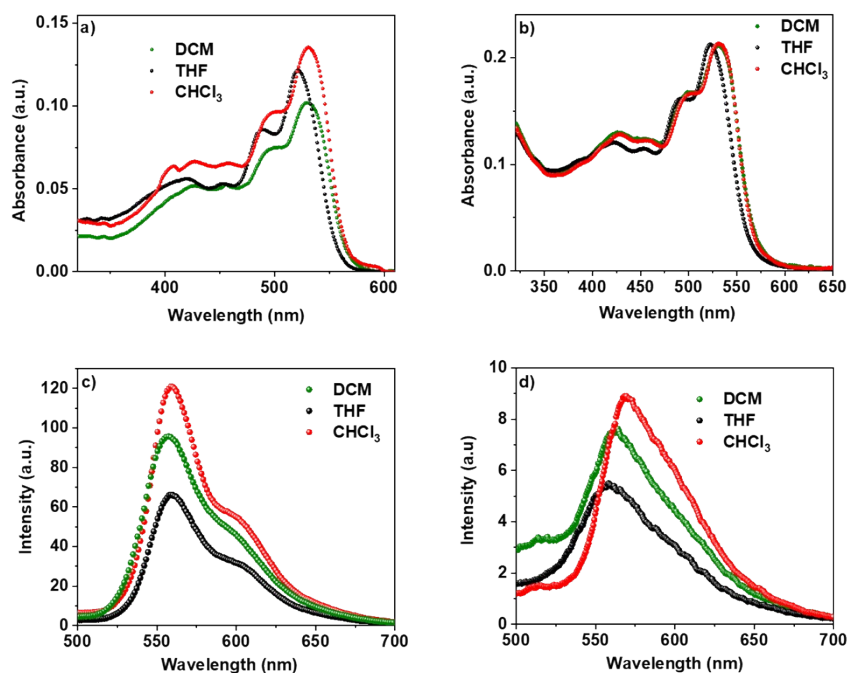 a)
DCM
THF
CHCl₃
0.15
0.10
0.05
0.00
Absorbance (a.u.)
400
500
600
Wavelength (nm)
b)
DCM
THF
CHCl₃
0.2
0.1
0.0
Absorbance (a.u.)
350 400 450 500 550 600 650
Wavelength (nm)
c)
DCM
THF
CHCl₃
120
100
80
60
40
20
0
Intensity (a.u.)
500 550 600 650 700
Wavelength (nm)
d)
DCM
THF
CHCl₃
10
8
6
4
2
0
Intensity (a.u)
500 550 600 650 700
Wavelength (nm)